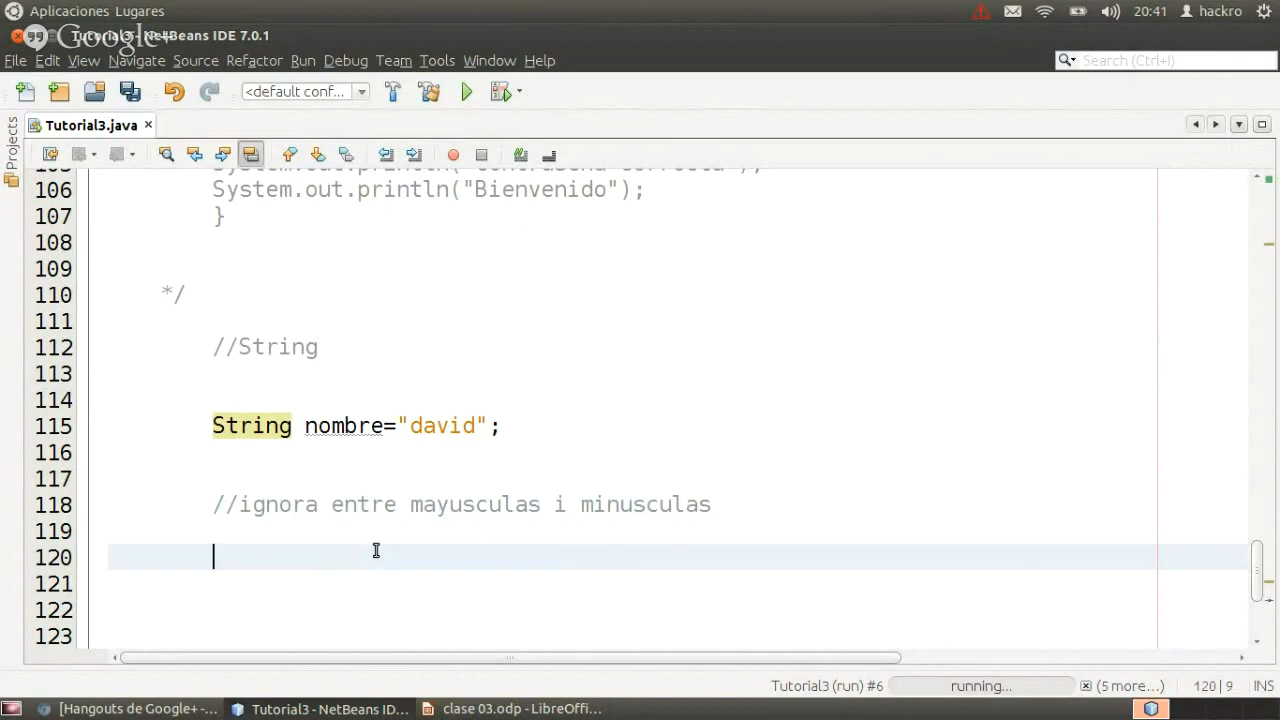 Aplicaciones Lugares
20:41 hackro
Google+
Tutorial3 - NetBeans IDE 7.0.1
File Edit View Navigate Source Refactor Run Debug Team Tools Window Help
Search (Ctrl+I)
<default conf...
Projects
Tutorial3.java
106 System.out.println("Bienvenido");
107 }
108
109
110 */
111
112 //String
113
114
115 String nombre="david";
116
117
118 //ignora entre mayusculas i minusculas
119
120
121
122
123
Tutorial3 (run) #6 running... (5 more...) 120|9 INS
[Hangouts de Google+ -... Tutorial3 - NetBeans ID... clase 03.odp - LibreOffi...